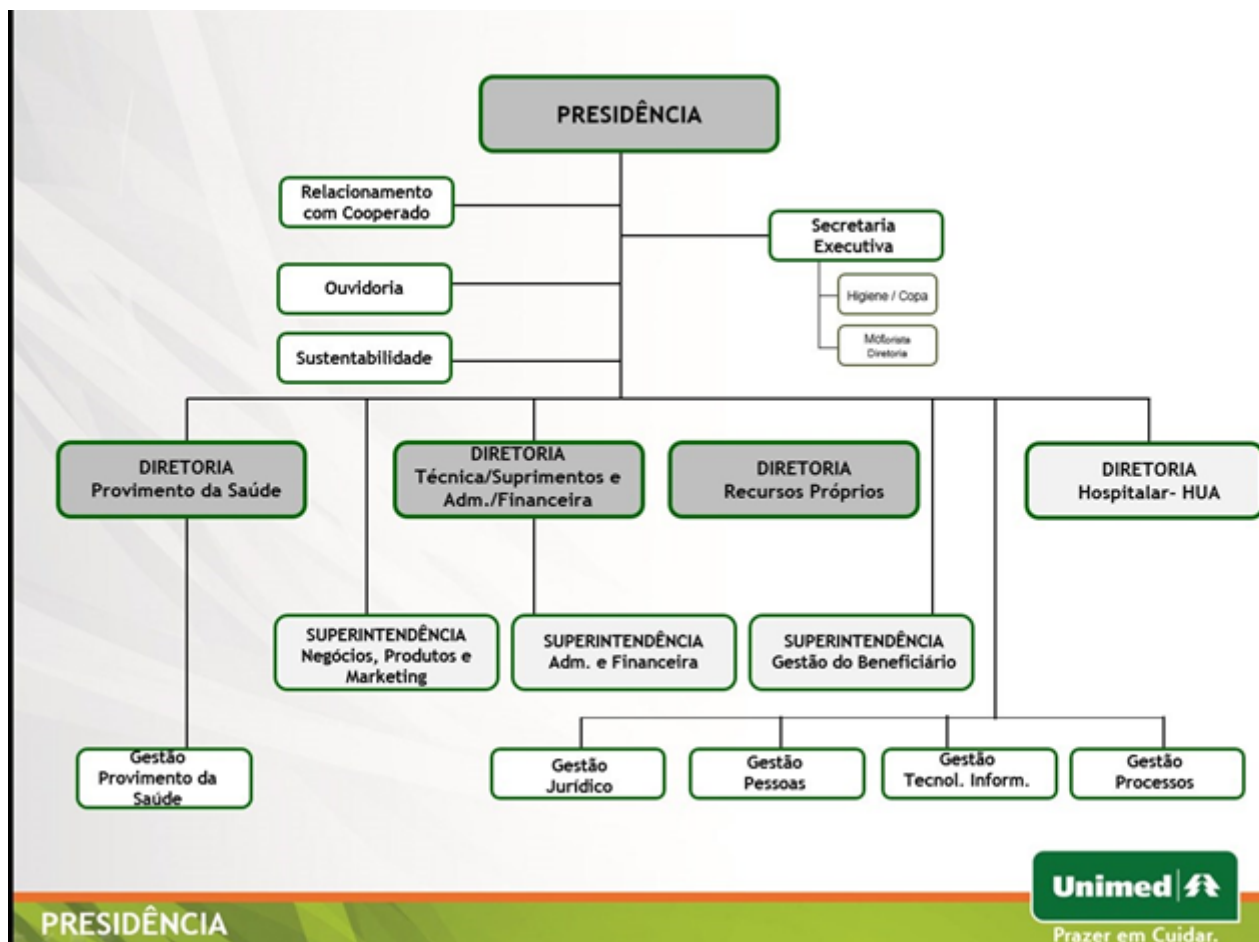 PRESIDÊNCIA
Relacionamento
com Cooperado
Secretaria
Executiva
Ouvidoria
Higiene / Copa
Sustentabilidade
Motorista
Diretoria
DIRETORIA
Provimento da Saúde
DIRETORIA
Técnica/Suprimentos e
Adm./Financeira
DIRETORIA
Recursos Próprios
DIRETORIA
Hospitalar- HUA
SUPERINTENDÊNCIA
Negócios, Produtos e
Marketing
SUPERINTENDÊNCIA
Adm. e Financeira
SUPERINTENDÊNCIA
Gestão do Beneficiário
Gestão
Provimento da
Saúde
Gestão
Jurídico
Gestão
Pessoas
Gestão
Tecnol. Inform.
Gestão
Processos
Unimed
PRESIDÊNCIA
Prazer em Cuidar.